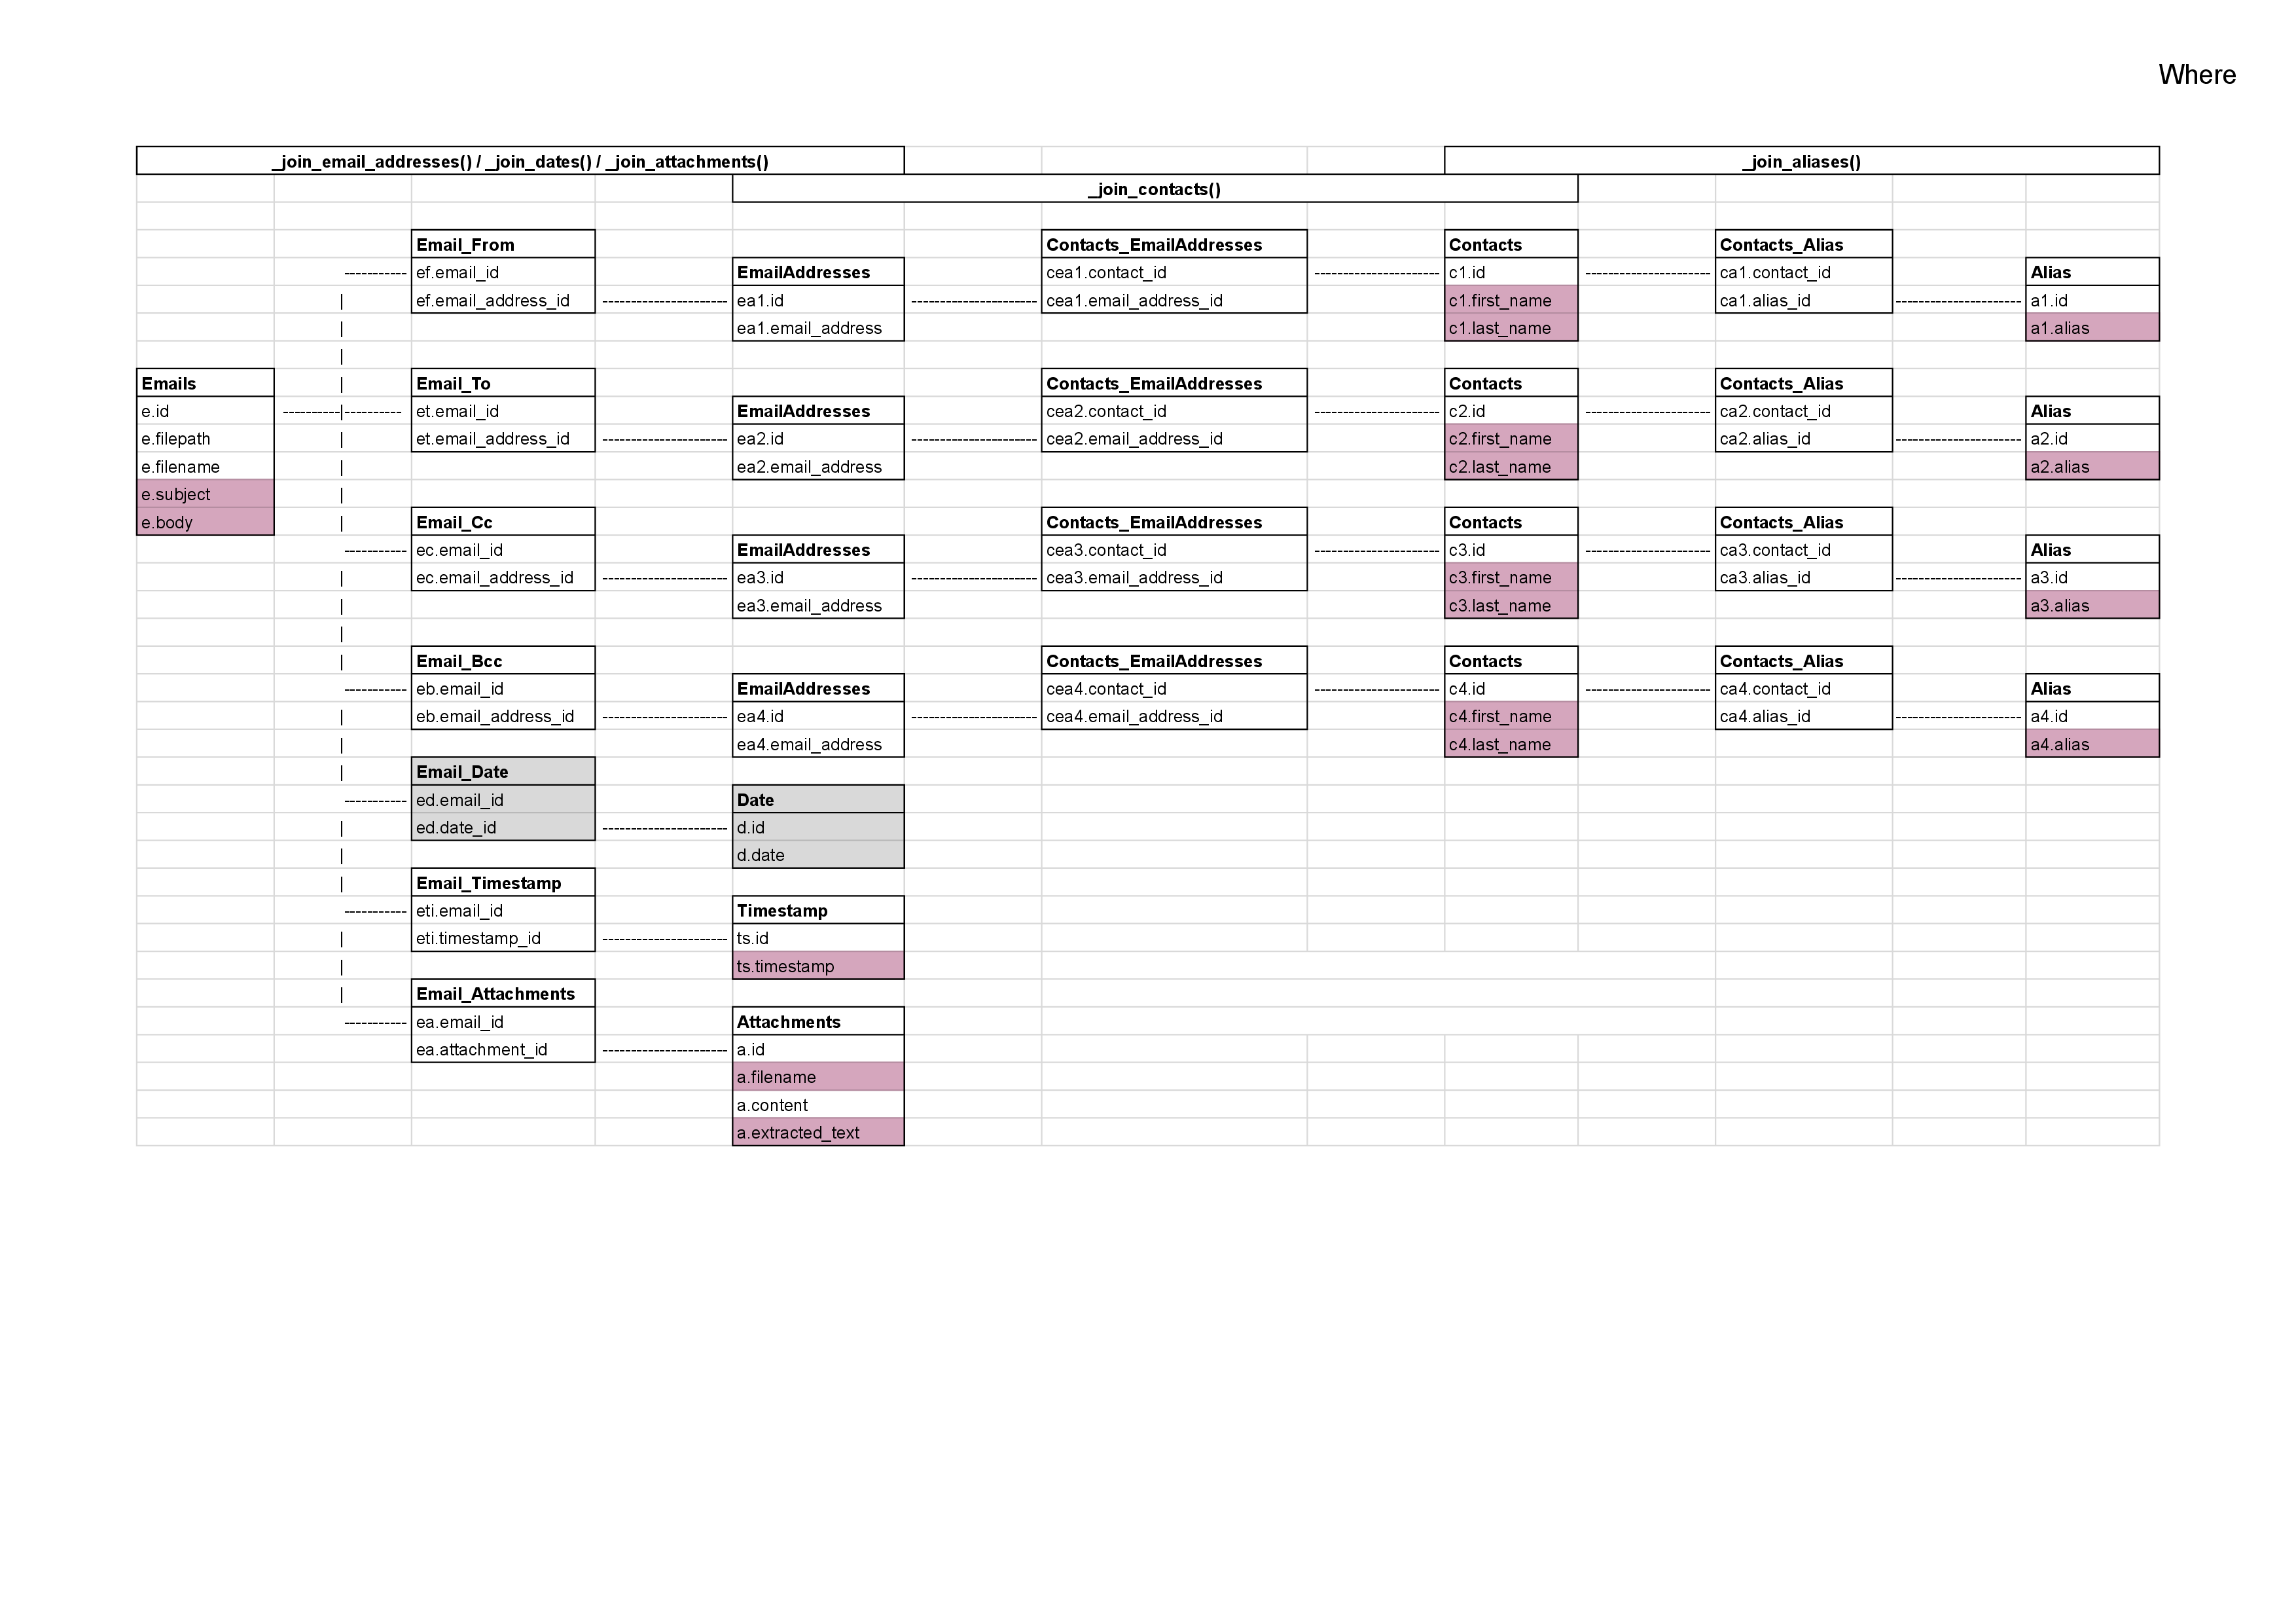 Where
_join_email_addresses() / _join_dates() / _join_attachments()
_join_aliases()
_join_contacts()
Email_From
Contacts_EmailAddresses
Contacts
Contacts_Alias
----------- ef.email_id
EmailAddresses
cea1.contact_id ---------------------- c1.id ---------------------- ca1.contact_id
Alias
| ef.email_address_id ---------------------- ea1.id ---------------------- cea1.email_address_id
c1.first_name
ca1.alias_id ---------------------- a1.id
| ea1.email_address
c1.last_name
a1.alias
|
Emails
| Email_To
Contacts_EmailAddresses
Contacts
Contacts_Alias
e.id ----------|---------- et.email_id
EmailAddresses
cea2.contact_id ---------------------- c2.id ---------------------- ca2.contact_id
Alias
e.filepath
| et.email_address_id ---------------------- ea2.id ---------------------- cea2.email_address_id
c2.first_name
ca2.alias_id ---------------------- a2.id
e.filename
| ea2.email_address
c2.last_name
a2.alias
e.subject
|
e.body
| Email_Cc
Contacts_EmailAddresses
Contacts
Contacts_Alias
----------- ec.email_id
EmailAddresses
cea3.contact_id ---------------------- c3.id ---------------------- ca3.contact_id
Alias
| ec.email_address_id ---------------------- ea3.id ---------------------- cea3.email_address_id
c3.first_name
ca3.alias_id ---------------------- a3.id
| ea3.email_address
c3.last_name
a3.alias
|
| Email_Bcc
Contacts_EmailAddresses
Contacts
Contacts_Alias
----------- eb.email_id
EmailAddresses
cea4.contact_id ---------------------- c4.id ---------------------- ca4.contact_id
Alias
| eb.email_address_id ---------------------- ea4.id ---------------------- cea4.email_address_id
c4.first_name
ca4.alias_id ---------------------- a4.id
| ea4.email_address
c4.last_name
a4.alias
| Email_Date
----------- ed.email_id
Date
| ed.date_id ---------------------- d.id
| d.date
| Email_Timestamp
----------- eti.email_id
Timestamp
| eti.timestamp_id ---------------------- ts.id
| ts.timestamp
| Email_Attachments
----------- ea.email_id
Attachments
ea.attachment_id ---------------------- a.id
a.filename
a.content
a.extracted_text